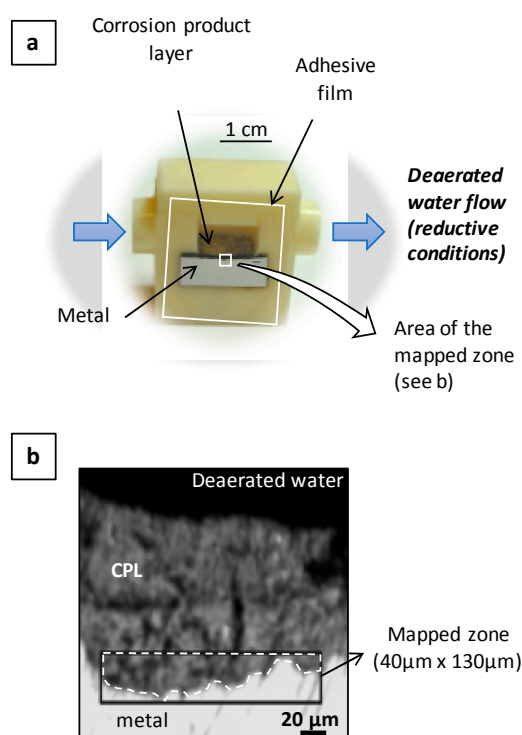 a
Corrosion product
layer
Adhesive
film
1 cm
Deaerated
water flow
(reductive
conditions)
Metal
Area of the
mapped zone
(see b)
b
Deaerated water
CPL
Mapped zone
(40µm x 130µm)
metal
20 µm